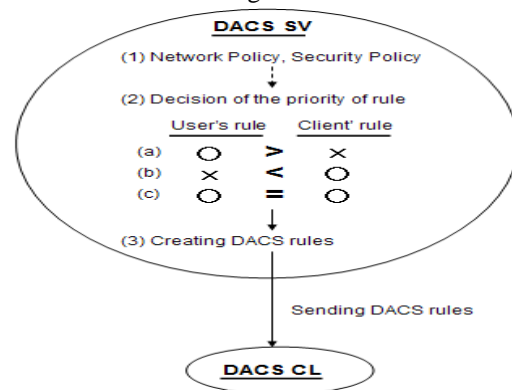 DACS SV
(1) Network Policy, Security Policy
(2) Decision of the priority of rule
User's rule Client' rule
(a) O > ×
(b) × < O
(c) O = O
(3) Creating DACS rules
Sending DACS rules
DACS CL